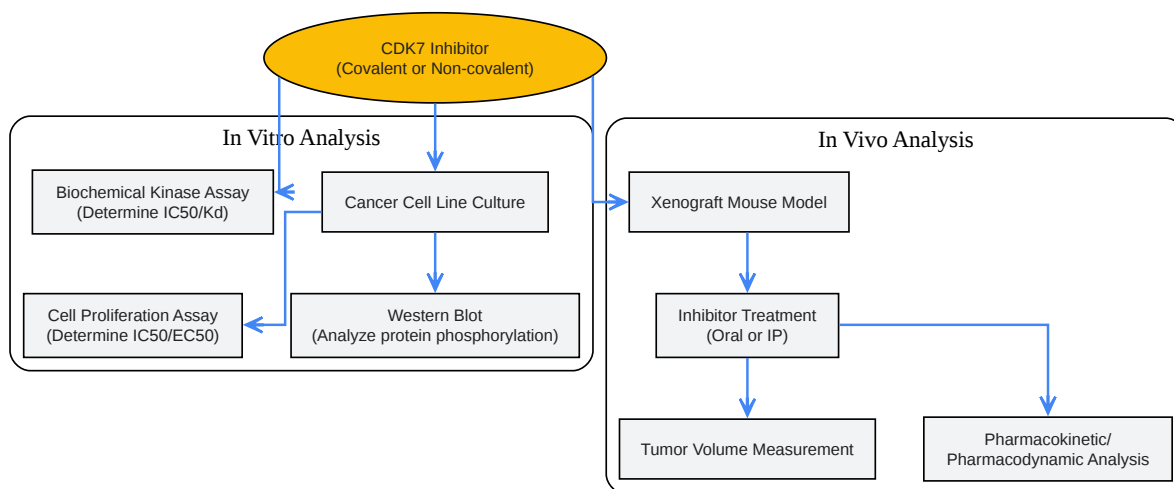 CDK7 Inhibitor
(Covalent or Non-covalent)
In Vitro Analysis
Biochemical Kinase Assay
(Determine IC50/Kd)
Cancer Cell Line Culture
Cell Proliferation Assay
(Determine IC50/EC50)
Western Blot
(Analyze protein phosphorylation)
In Vivo Analysis
Xenograft Mouse Model
Inhibitor Treatment
(Oral or IP)
Tumor Volume Measurement
Pharmacokinetic/
Pharmacodynamic Analysis